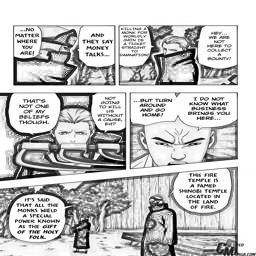 HEY...
WE ARE
NOT HERE
TO COLLECT
A BOUNTY!
KILLING A
MONK FOR
WORLDLY
GAIN IS
A TICKET
STRAIGHT
TO
DAMNATION.
AND
THEY SAY
MONEY
TALKS...
...NO
MATTER
WHERE
YOU ARE!
I DO NOT
KNOW WHAT
BUSINESS
BRINGS YOU
HERE...
...BUT TURN
AROUND
AND GO
HOME!
NOT
GOING TO
KILL US
WITHOUT A
CAUSE,
EH?
THAT'S
NOT ONE
OF MY
BELIEFS
THOUGH.
THIS FIRE
TEMPLE IS
A FAMED
SHINOBI TEMPLE
LOCATED
IN THE LAND
OF FIRE.
IT'S SAID
THAT ALL THE
MONKS WIELD
A SPECIAL
POWER KNOWN
AS THE GIFT
OF THE HOLY
FOLK.